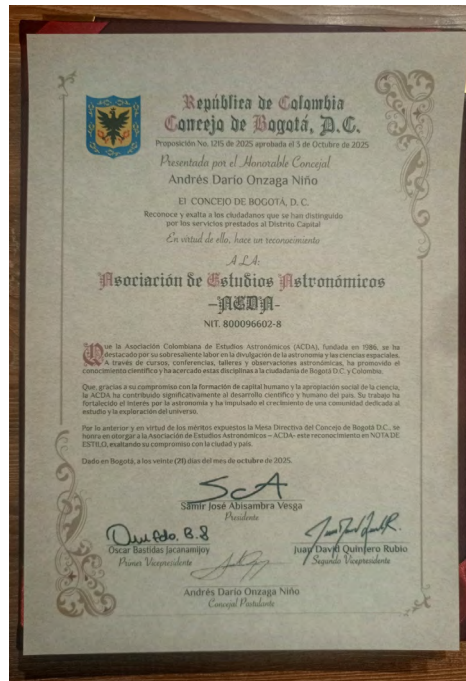 República de Colombia
Concejo de Bogotá, D.C.
Proposición No. 1215 de 2025 aprobada el 3 de Octubre de 2025
Presentada por el Honorable Concejal
Andrés Darío Onzaga Niño
El CONCEJO DE BOGOTÁ, D. C.
Reconoce y exalta a los ciudadanos que se han distinguido
por los servicios prestados al Distrito Capital
En virtud de ello, hace un reconocimiento
A LA:
Asociación de Estudios Astronómicos
-ACDA-
NIT. 800096602-8
Que la Asociación Colombiana de Estudios Astronómicos (ACDA), fundada en 1986, se ha
destacado por su sobresaliente labor en la divulgación de la astronomía y las ciencias espaciales.
A través de cursos, conferencias, talleres y observaciones astronómicas, ha promovido el
conocimiento científico y ha acercado estas disciplinas a la ciudadanía de Bogotá D.C. y Colombia.
Que, gracias a su compromiso con la formación de capital humano y la apropiación social de la ciencia,
la ACDA ha contribuido significativamente al desarrollo científico y humano del país. Su trabajo ha
fortalecido el interés por la astronomía y ha impulsado el crecimiento de una comunidad dedicada al
estudio y la exploración del universo.
Por lo anterior y en virtud de los méritos expuestos la Mesa Directiva del Concejo de Bogotá D.C., se
honra en otorgar a la Asociación de Estudios Astronómicos – ACDA- este reconocimiento en NOTA DE
ESTILO, exaltando su compromiso con la ciudad y país.
Dado en Bogotá, a los veinte (21) días del mes de octubre de 2025.
Samir José Abisambra Vesga
Presidente
Óscar Bastidas Jacanamijoy
Primer Vicepresidente
Juan David Quintero Rubio
Segundo Vicepresidente
Andrés Darío Onzaga Niño
Concejal Postulante